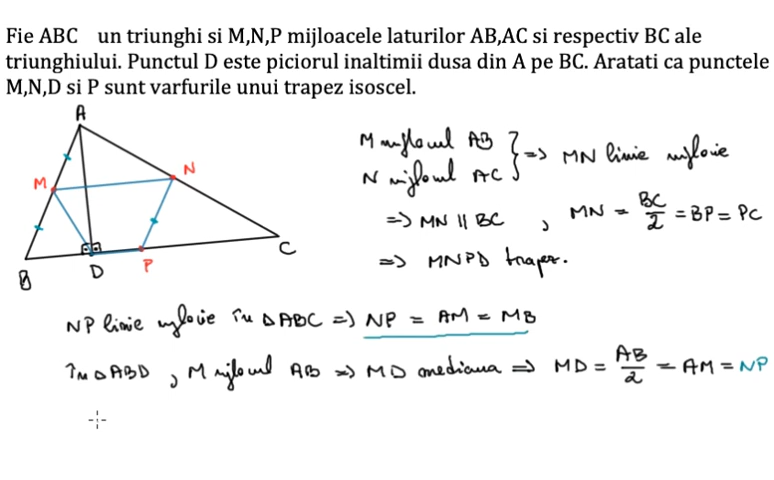 Fie ABC un triunghi si M,N,P mijloacele laturilor AB,AC si respectiv BC ale
triunghiului. Punctul D este piciorul inaltimii dusa din A pe BC. Aratati ca punctele
M,N,D si P sunt varfurile unui trapez isoscel.
A
M
N
B
D
P
C
M mijlocul AB
N mijlocul AC } => MN linie mijlocie
=> MN || BC , MN = BC/2 = BP = PC
=> MNPD trapez.
NP linie mijlocie în ΔABC => NP = AM = MB
În ΔABD , M mijlocul AB => MD mediana => MD = AB/2 = AM = NP